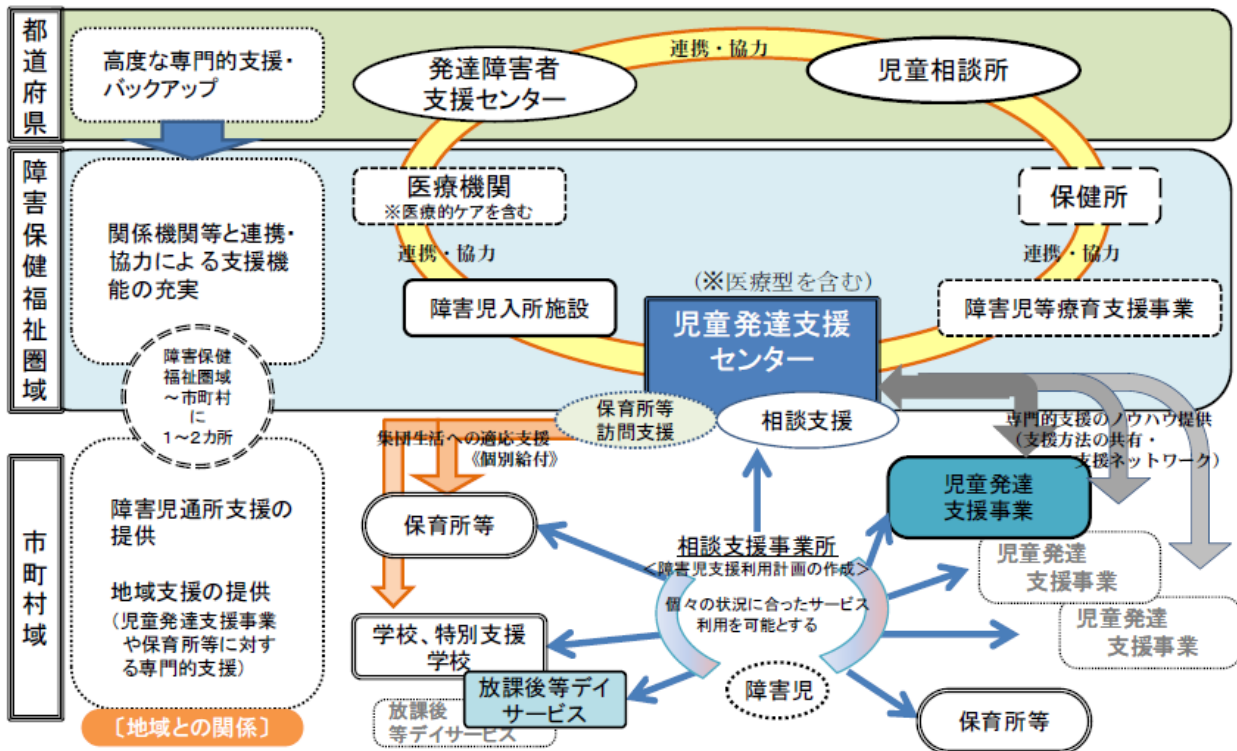 都道府県
高度な専門的支援・
バックアップ
発達障害者
支援センター
連携・協力
児童相談所
障害保健福祉圏域
関係機関等と連携・
協力による支援機
能の充実
医療機関
※医療的ケアを含む
保健所
連携・協力
連携・協力
障害児入所施設
(※医療型を含む)
児童発達支援
センター
障害児等療育支援事業
障害保健
福祉圏域
～市町村
に
1～2カ所
保育所等
訪問支援
相談支援
集団生活への適応支援
《個別給付》
専門的支援のノウハウ提供
(支援方法の共有・
支援ネットワーク)
市町村域
障害児通所支援の
提供
地域支援の提供
(児童発達支援事業
や保育所等に対す
る専門的支援)
〔地域との関係〕
保育所等
学校、特別支援
学校
放課後等デイ
サービス
放課後
等デイサービス
相談支援事業所
<障害児支援利用計画の作成>
個々の状況に合ったサービス
利用を可能とする
障害児
児童発達
支援事業
児童発達
支援事業
児童発達
支援事業
保育所等